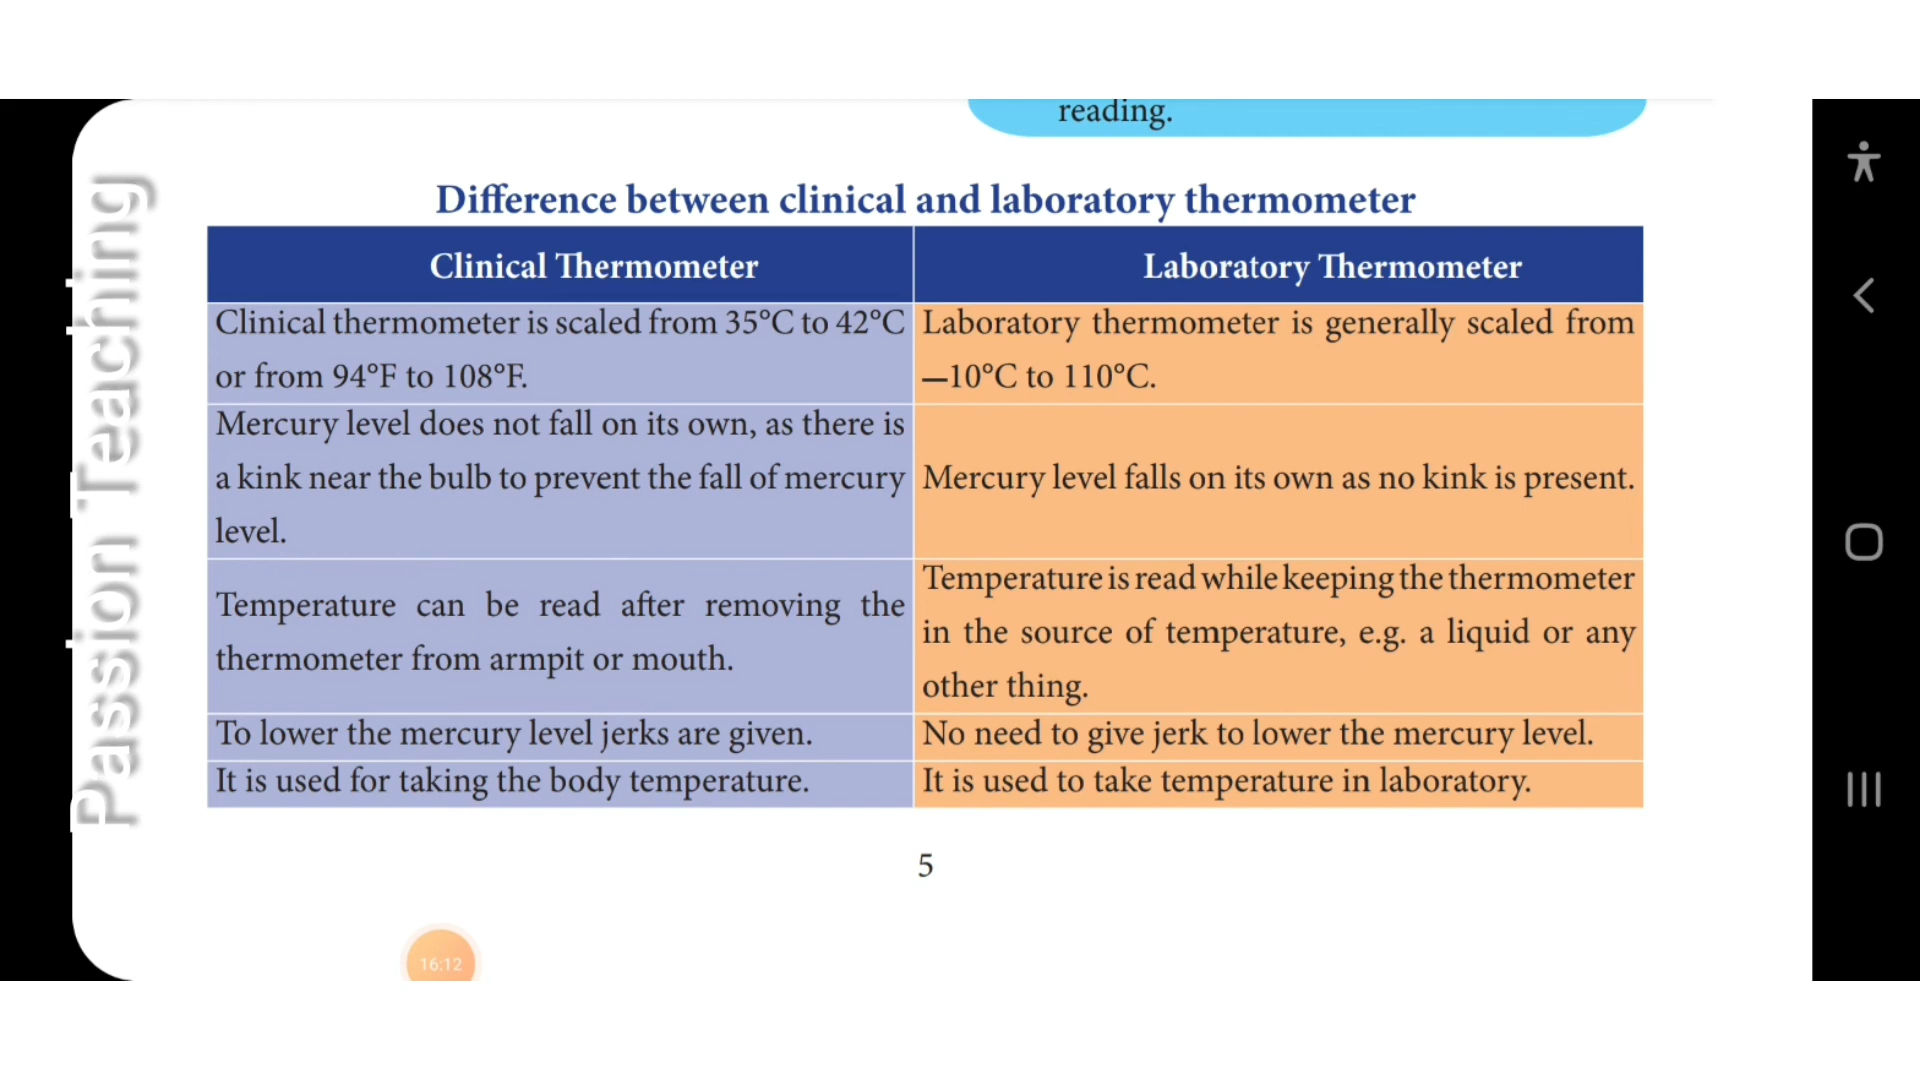 reading.
Difference between clinical and laboratory thermometer
Clinical Thermometer
Laboratory Thermometer
Clinical thermometer is scaled from 35°C to 42°C
or from 94°F to 108°F.
Laboratory thermometer is generally scaled from
—10°C to 110°C.
Mercury level does not fall on its own, as there is
a kink near the bulb to prevent the fall of mercury
level.
Mercury level falls on its own as no kink is present.
Temperature can be read after removing the
thermometer from armpit or mouth.
Temperature is read while keeping the thermometer
in the source of temperature, e.g. a liquid or any
other thing.
To lower the mercury level jerks are given.
No need to give jerk to lower the mercury level.
It is used for taking the body temperature.
It is used to take temperature in laboratory.
5
16:12
Passion Teaching